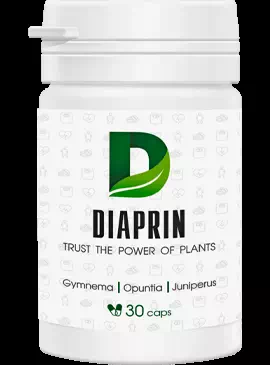 D
DIAPRIN
TRUST THE POWER OF PLANTS
Gymnema | Opuntia | Juniperus
30 caps